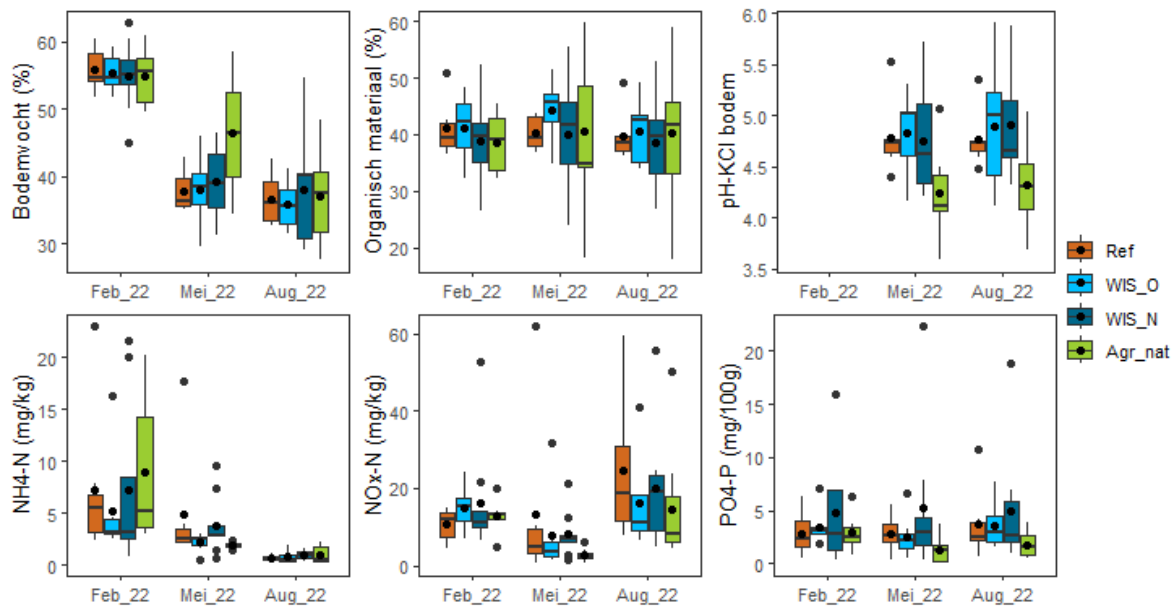 Bodemvocht (%)
60
50
40
30
Feb_22 Mei_22 Aug_22
Organisch materiaal (%)
60
50
40
30
20
Feb_22 Mei_22 Aug_22
pH-KCl bodem
6.0
5.5
5.0
4.5
4.0
3.5
Feb_22 Mei_22 Aug_22
NH4-N (mg/kg)
20
15
10
5
0
Feb_22 Mei_22 Aug_22
NOx-N (mg/kg)
60
40
20
0
Feb_22 Mei_22 Aug_22
PO4-P (mg/100g)
20
15
10
5
0
Feb_22 Mei_22 Aug_22
Ref
WIS_O
WIS_N
Agr_nat